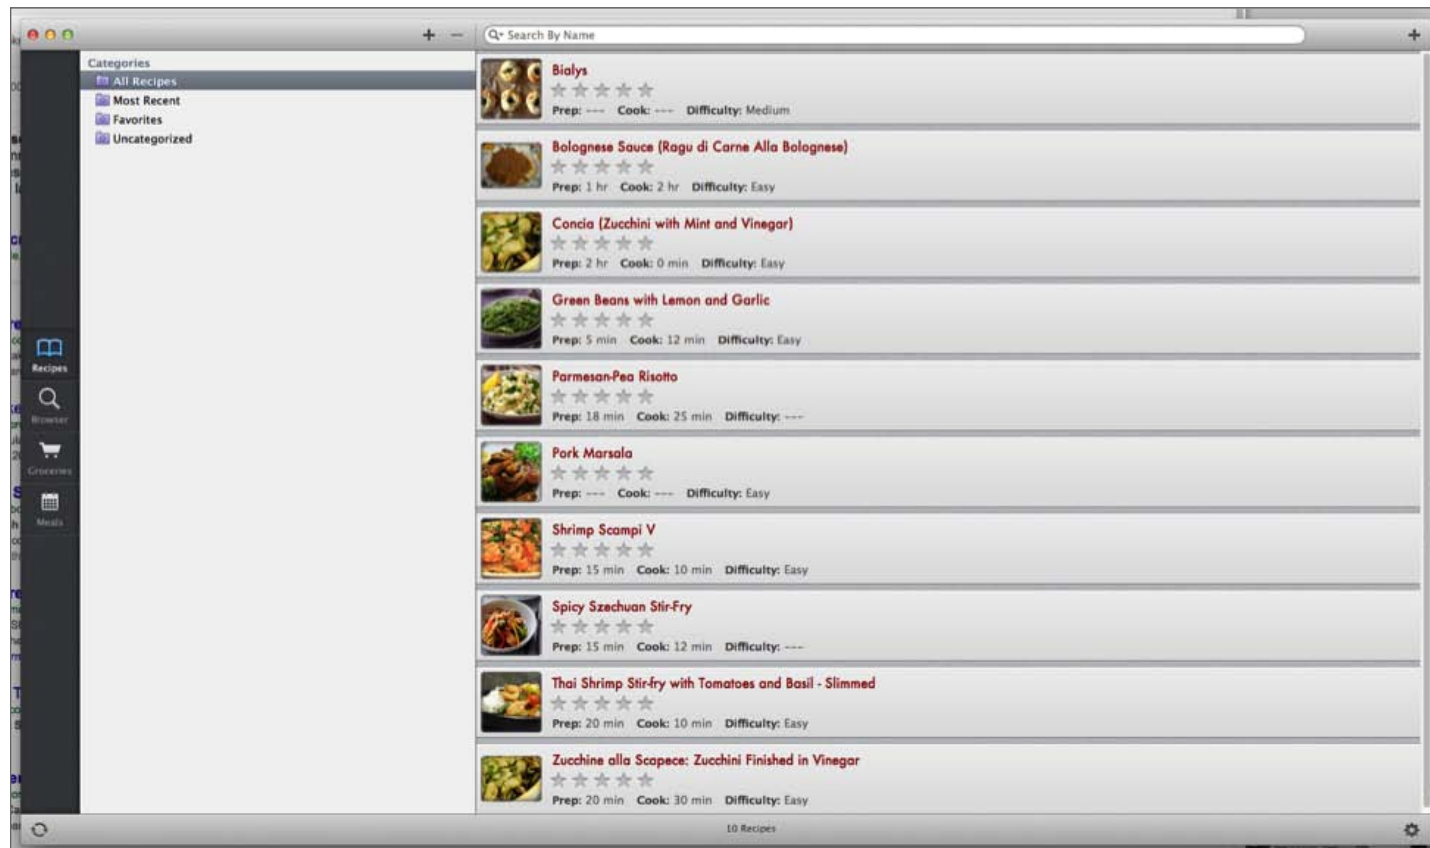 Search By Name
Categories
All Recipes
Most Recent
Favorites
Uncategorized
Recipes
Browser
Groceries
Meals
Bialys
Prep: --- Cook: --- Difficulty: Medium
Bolognese Sauce (Ragu di Carne Alla Bolognese)
Prep: 1 hr Cook: 2 hr Difficulty: Easy
Concia (Zucchini with Mint and Vinegar)
Prep: 2 hr Cook: 0 min Difficulty: Easy
Green Beans with Lemon and Garlic
Prep: 5 min Cook: 12 min Difficulty: Easy
Parmesan-Pea Risotto
Prep: 18 min Cook: 25 min Difficulty: ---
Pork Marsala
Prep: --- Cook: --- Difficulty: Easy
Shrimp Scampi V
Prep: 15 min Cook: 10 min Difficulty: Easy
Spicy Szechuan Stir-Fry
Prep: 15 min Cook: 12 min Difficulty: ---
Thai Shrimp Stir-fry with Tomatoes and Basil - Slimmed
Prep: 20 min Cook: 10 min Difficulty: Easy
Zucchine alla Scapece: Zucchini Finished in Vinegar
Prep: 20 min Cook: 30 min Difficulty: Easy
10 Recipes